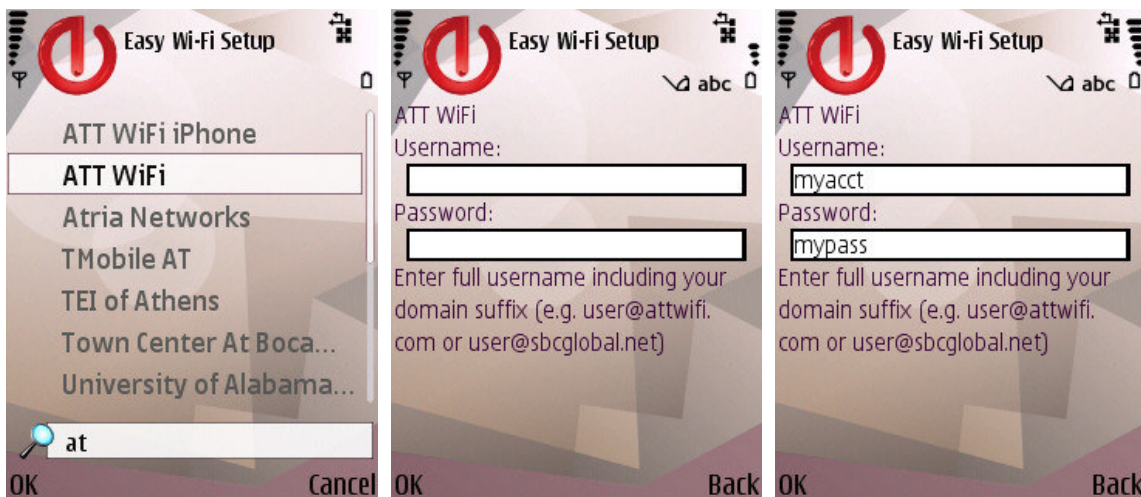 Easy Wi-Fi Setup
ATT WiFi iPhone
ATT WiFi
Atria Networks
TMobile AT
TEI of Athens
Town Center At Boca...
University of Alabama...
at
OK Cancel
Easy Wi-Fi Setup
abc
ATT WiFi
Username:
Password:
Enter full username including your
domain suffix (e.g. user@attwifi.
com or user@sbcglobal.net)
OK Back
Easy Wi-Fi Setup
abc
ATT WiFi
Username:
myacct
Password:
mypass
Enter full username including your
domain suffix (e.g. user@attwifi.
com or user@sbcglobal.net)
OK Back